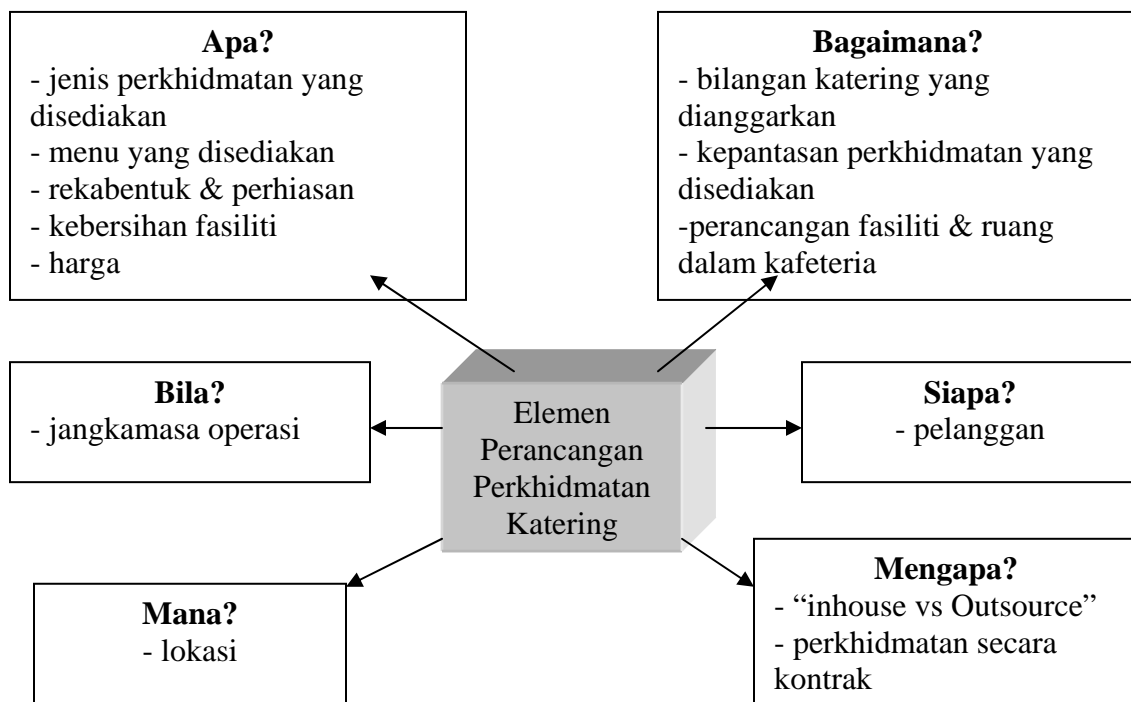 Apa?
- jenis perkhidmatan yang
disediakan
- menu yang disediakan
- rekabentuk & perhiasan
- kebersihan fasiliti
- harga
Bagaimana?
- bilangan katering yang
dianggarkan
- kepantasan perkhidmatan yang
disediakan
-perancangan fasiliti & ruang
dalam kafeteria
Bila?
- jangkamasa operasi
Elemen
Perancangan
Perkhidmatan
Katering
Siapa?
- pelanggan
Mana?
- lokasi
Mengapa?
- “inhouse vs Outsource”
- perkhidmatan secara
kontrak